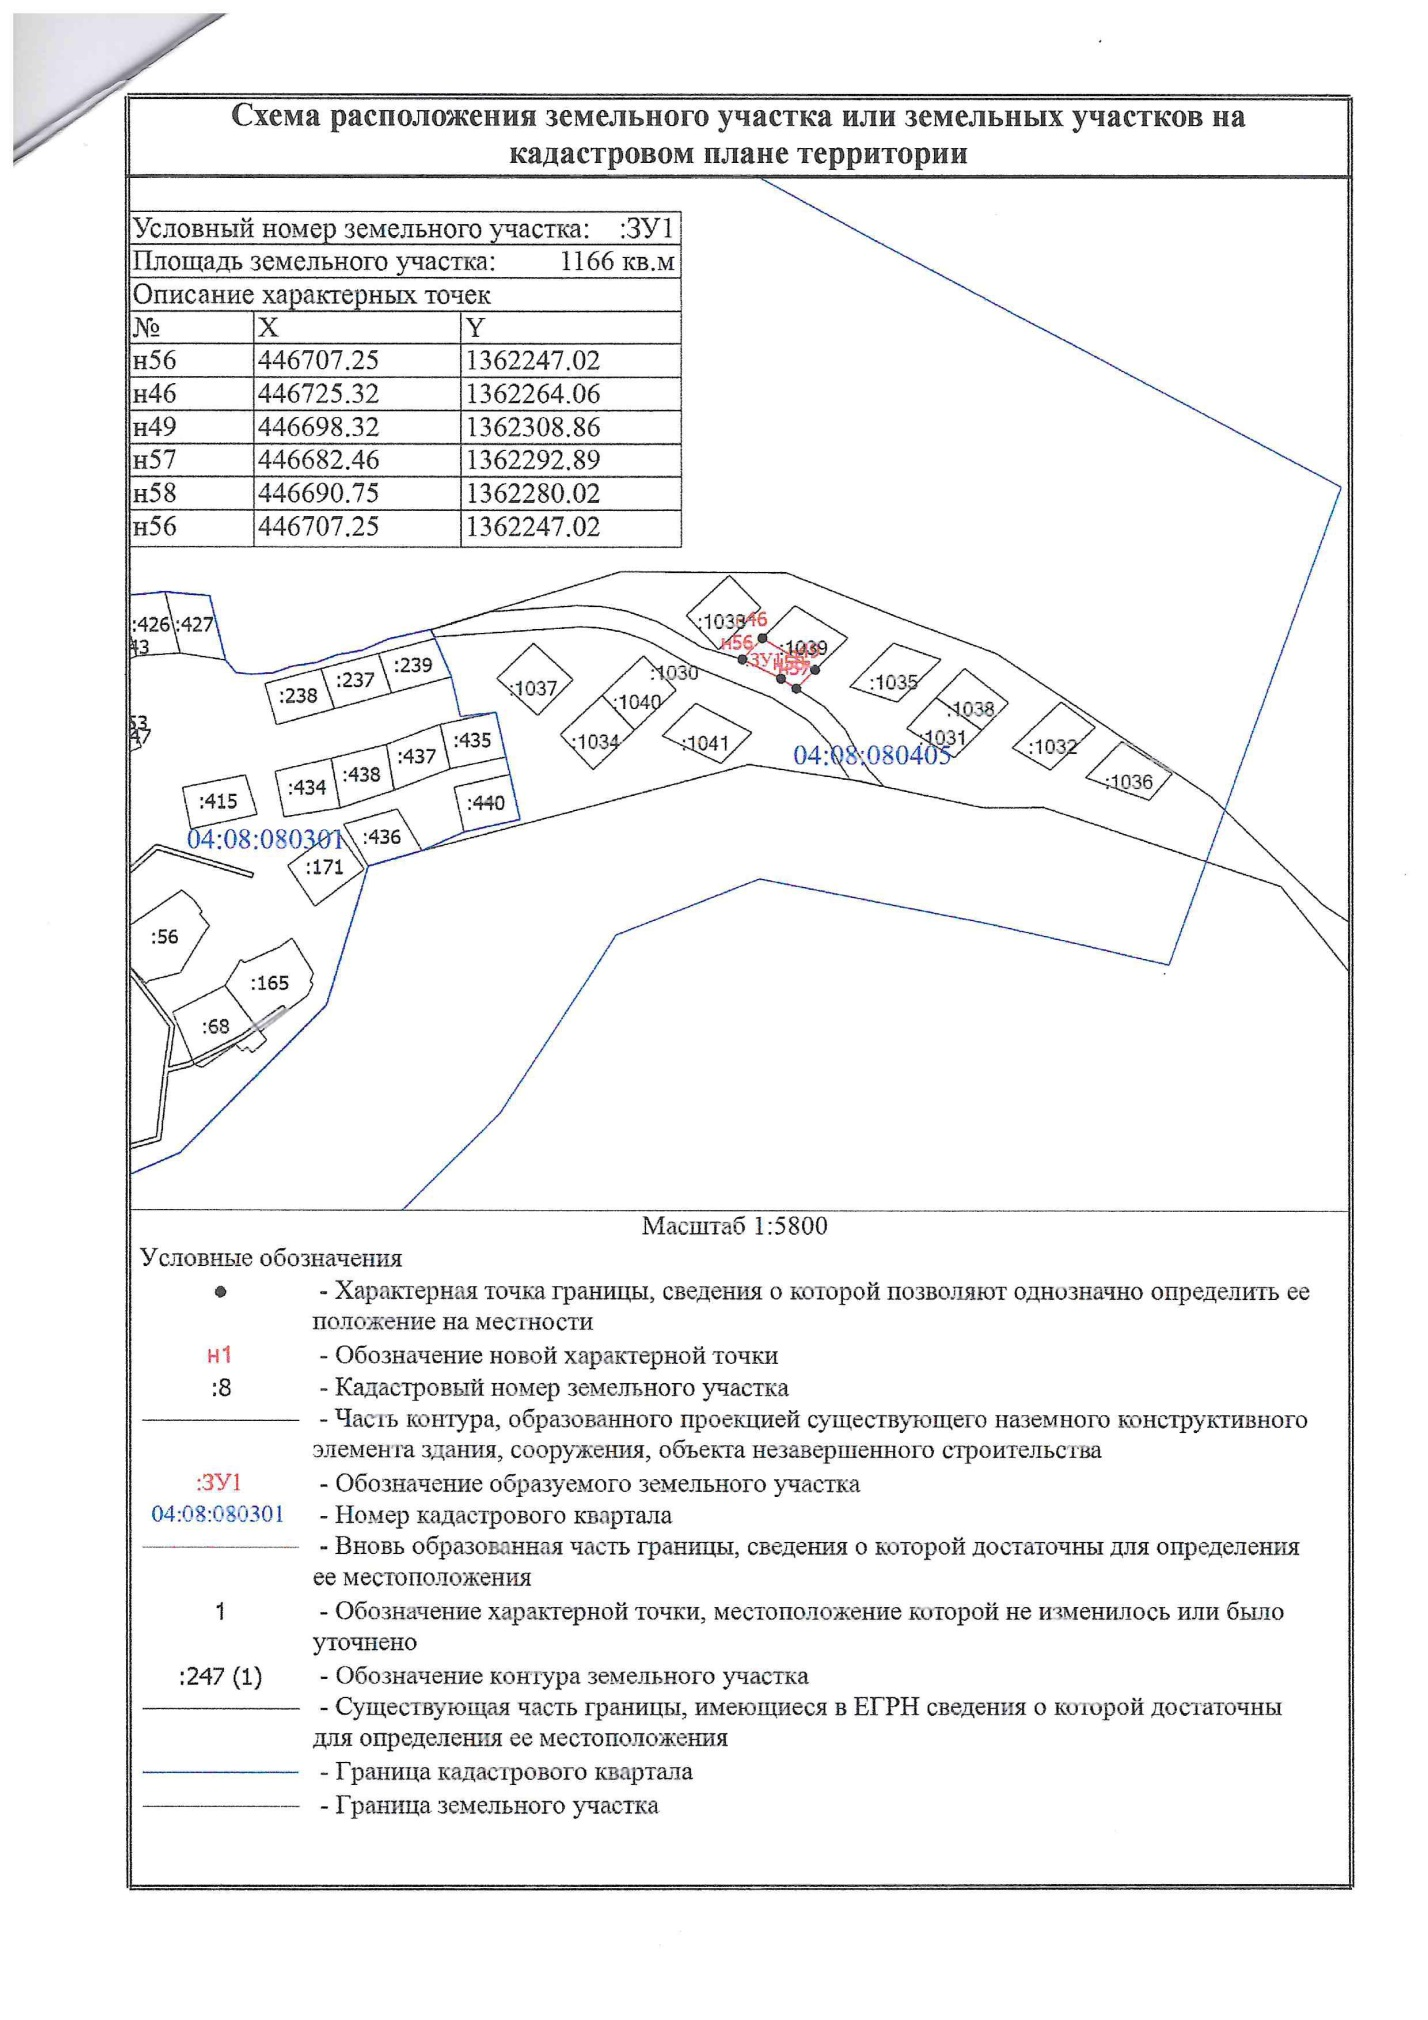 Схема расположения земельного участка или земельных участков на
кадастровом плане территории
Условный номер земельного участка: :ЗУ1
Площадь земельного участка: 1166 кв.м
Описание характерных точек
№ X Y
н56 446707.25 1362247.02
н46 446725.32 1362264.06
н49 446698.32 1362308.86
н57 446682.46 1362292.89
н58 446690.75 1362280.02
н56 446707.25 1362247.02
:426 :427
:1033
н46
н56
:1039
:ЗУ1
н57
:239
:237
:238
:1037
:1030
:1040
:1035
:1038
:1034
:1041
:1031
:1032
:1036
04:08:080405
:435
:437
:438
:434
:415
:440
:436
04:08:080301
:171
:56
:165
:68
Масштаб 1:5800
Условные обозначения
- Характерная точка границы, сведения о которой позволяют однозначно определить ее
положение на местности
н1 - Обозначение новой характерной точки
:8 - Кадастровый номер земельного участка
- Часть контура, образованного проекцией существующего наземного конструктивного
элемента здания, сооружения, объекта незавершенного строительства
:ЗУ1 - Обозначение образуемого земельного участка
04:08:080301 - Номер кадастрового квартала
- Вновь образованная часть границы, сведения о которой достаточны для определения
ее местоположения
1 - Обозначение характерной точки, местоположение которой не изменилось или было
уточнено
:247 (1) - Обозначение контура земельного участка
- Существующая часть границы, имеющиеся в ЕГРН сведения о которой достаточны
для определения ее местоположения
- Граница кадастрового квартала
- Граница земельного участка